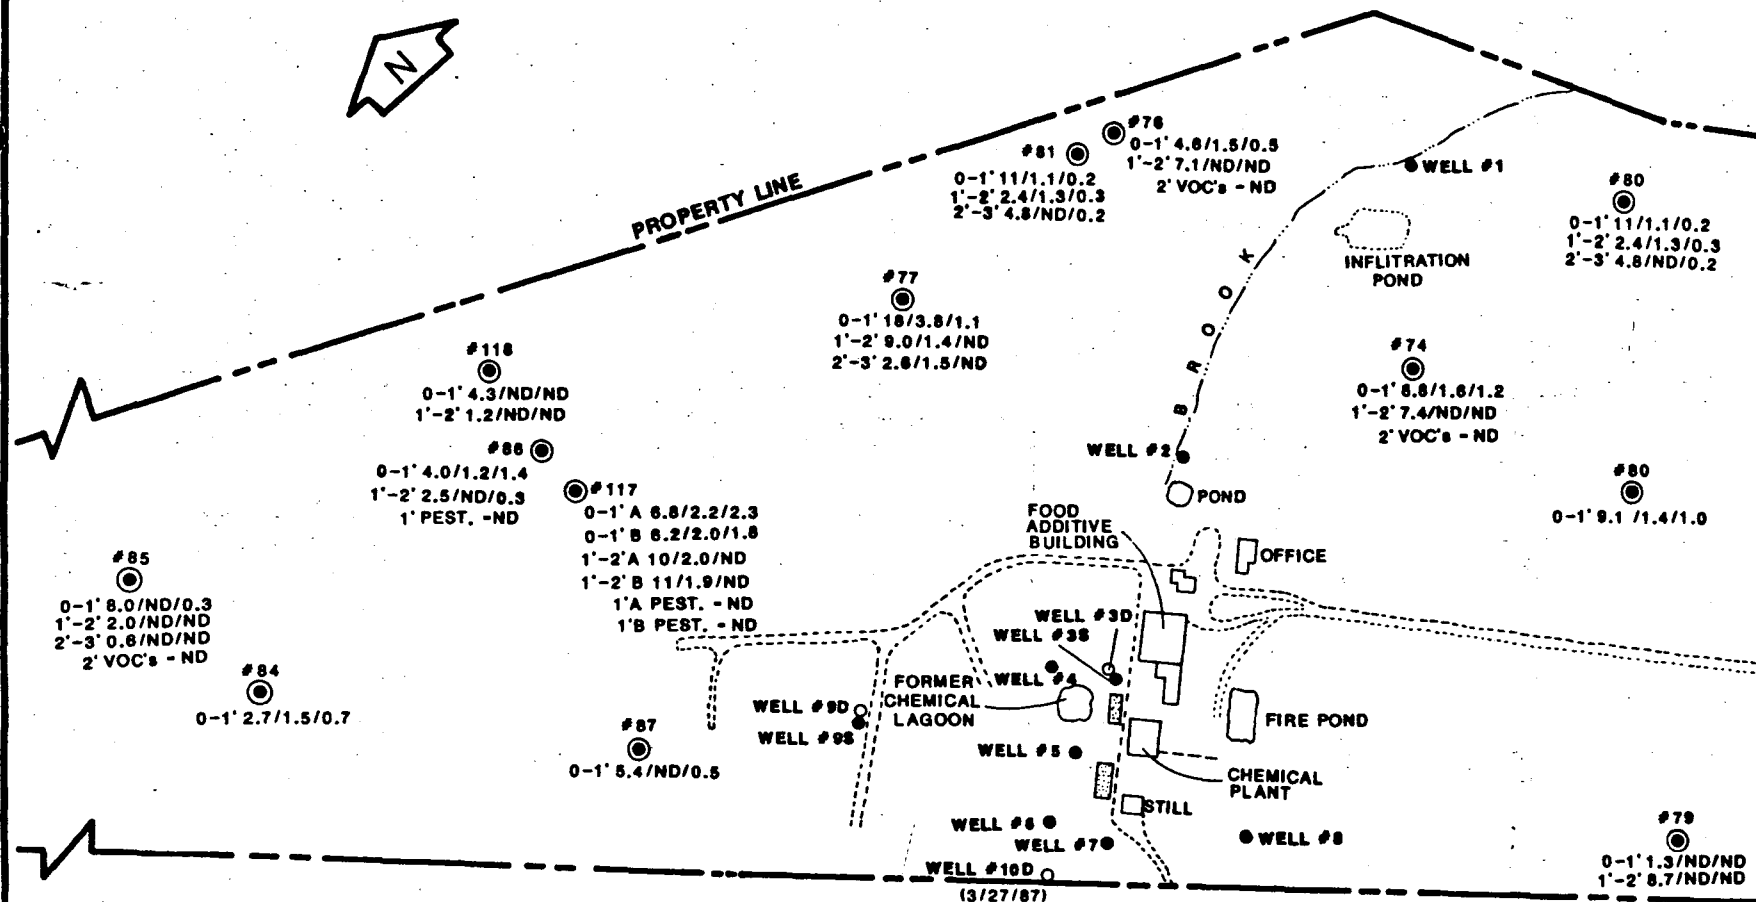 N
PROPERTY LINE
#76
0-1' 4.6/1.5/0.5
1'-2' 7.1/ND/ND
2' VOC's - ND
#81
0-1' 11/1.1/0.2
1'-2' 2.4/1.3/0.3
2'-3' 4.8/ND/0.2
WELL #1
#80
0-1' 11/1.1/0.2
1'-2' 2.4/1.3/0.3
2'-3' 4.8/ND/0.2
INFLITRATION
POND
BROOK
#77
0-1' 18/3.8/1.1
1'-2' 9.0/1.4/ND
2'-3' 2.6/1.5/ND
#118
0-1' 4.3/ND/ND
1'-2' 1.2/ND/ND
#74
0-1' 8.8/1.6/1.2
1'-2' 7.4/ND/ND
2' VOC's - ND
#86
0-1' 4.0/1.2/1.4
1'-2' 2.5/ND/0.3
1' PEST. -ND
WELL #2
POND
#117
0-1' A 6.8/2.2/2.3
0-1' B 6.2/2.0/1.8
1'-2' A 10/2.0/ND
1'-2' B 11/1.9/ND
1'A PEST. - ND
1'B PEST. - ND
#80
0-1' 9.1 /1.4/1.0
FOOD
ADDITIVE
BUILDING
OFFICE
#85
0-1' 8.0/ND/0.3
1'-2' 2.0/ND/ND
2'-3' 0.6/ND/ND
2' VOC's - ND
WELL #3D
WELL #3S
WELL #4
#84
0-1' 2.7/1.5/0.7
FORMER
CHEMICAL
LAGOON
WELL #9D
WELL #9S
FIRE POND
#87
0-1' 5.4/ND/0.5
WELL #5
CHEMICAL
PLANT
STILL
WELL #6
WELL #7
WELL #8
#79
0-1' 1.3/ND/ND
1'-2' 8.7/ND/ND
WELL #10D
(3/27/87)